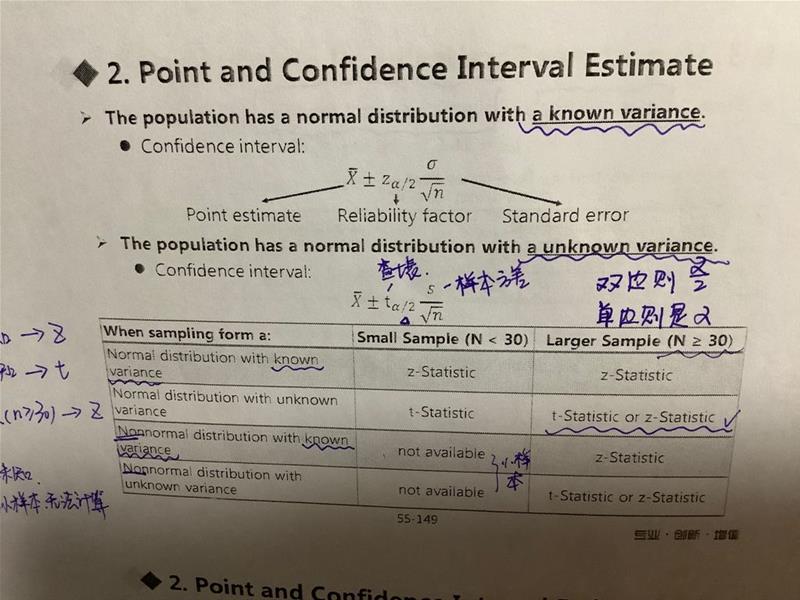 ◆ 2. Point and Confidence Interval Estimate
➢ The population has a normal distribution with a known variance.
● Confidence interval:
X̄ ± z_{α/2} σ/√n
Point estimate Reliability factor Standard error
➢ The population has a normal distribution with a unknown variance.
● Confidence interval:
查表.
X̄ ± t_{α/2} s/√n
一样本方差
双边则 α/2
单边则是 α
When sampling form a: Small Sample (N < 30) Larger Sample (N ≥ 30)
Normal distribution with known variance z-Statistic z-Statistic
Normal distribution with unknown variance t-Statistic t-Statistic or z-Statistic ✓
Nonnormal distribution with known variance not available z-Statistic
Nonnormal distribution with unknown variance not available t-Statistic or z-Statistic
小样
本
→ z
→ t
(n≥30) → z
小样本无法计算
55-149
专业·创新·增值
◆ 2. Point and Confidence Interval